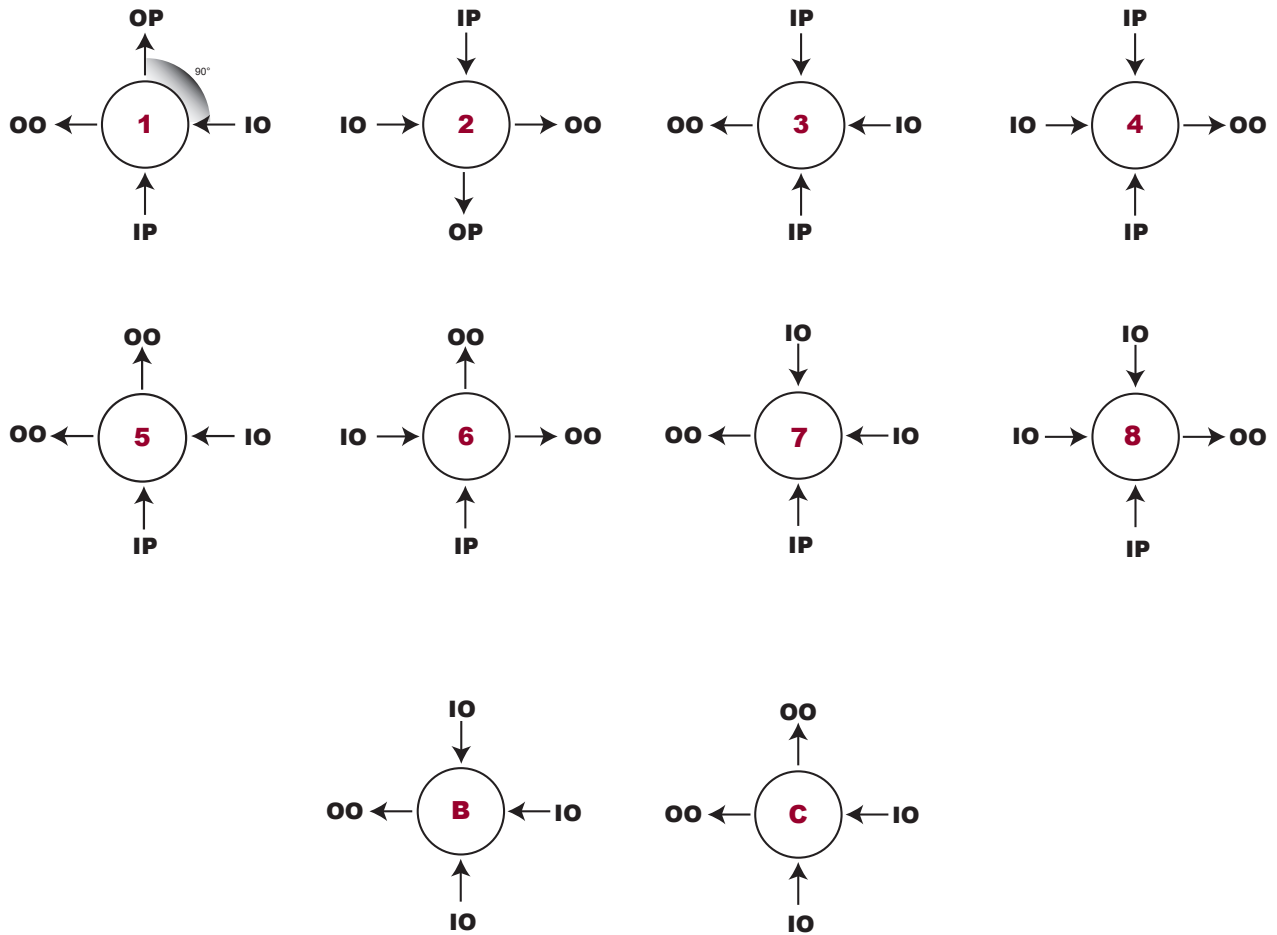 OP IP IP IP
90°
OO 1 IO IO 2 OO OO 3 IO IO 4 OO
IP OP IP IP
OO OO IO IO
OO 5 IO IO 6 OO OO 7 IO IO 8 OO
IP IP IP IP
IO OO
OO B IO OO C IO
IO IO